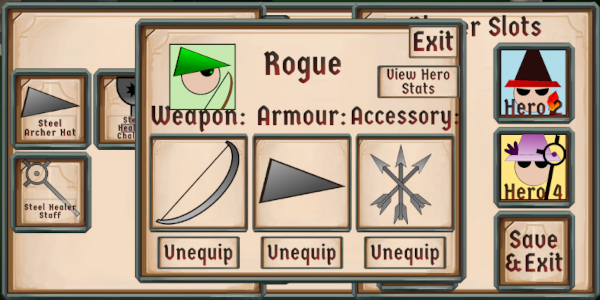 Slots
Exit
Rogue
View Hero
Stats
Weapon: Armour: Accessory:
Steel
Archer Hat
Steel Healer
Staff
Hero 2
Hero 4
Unequip Unequip Unequip
Save
& Exit